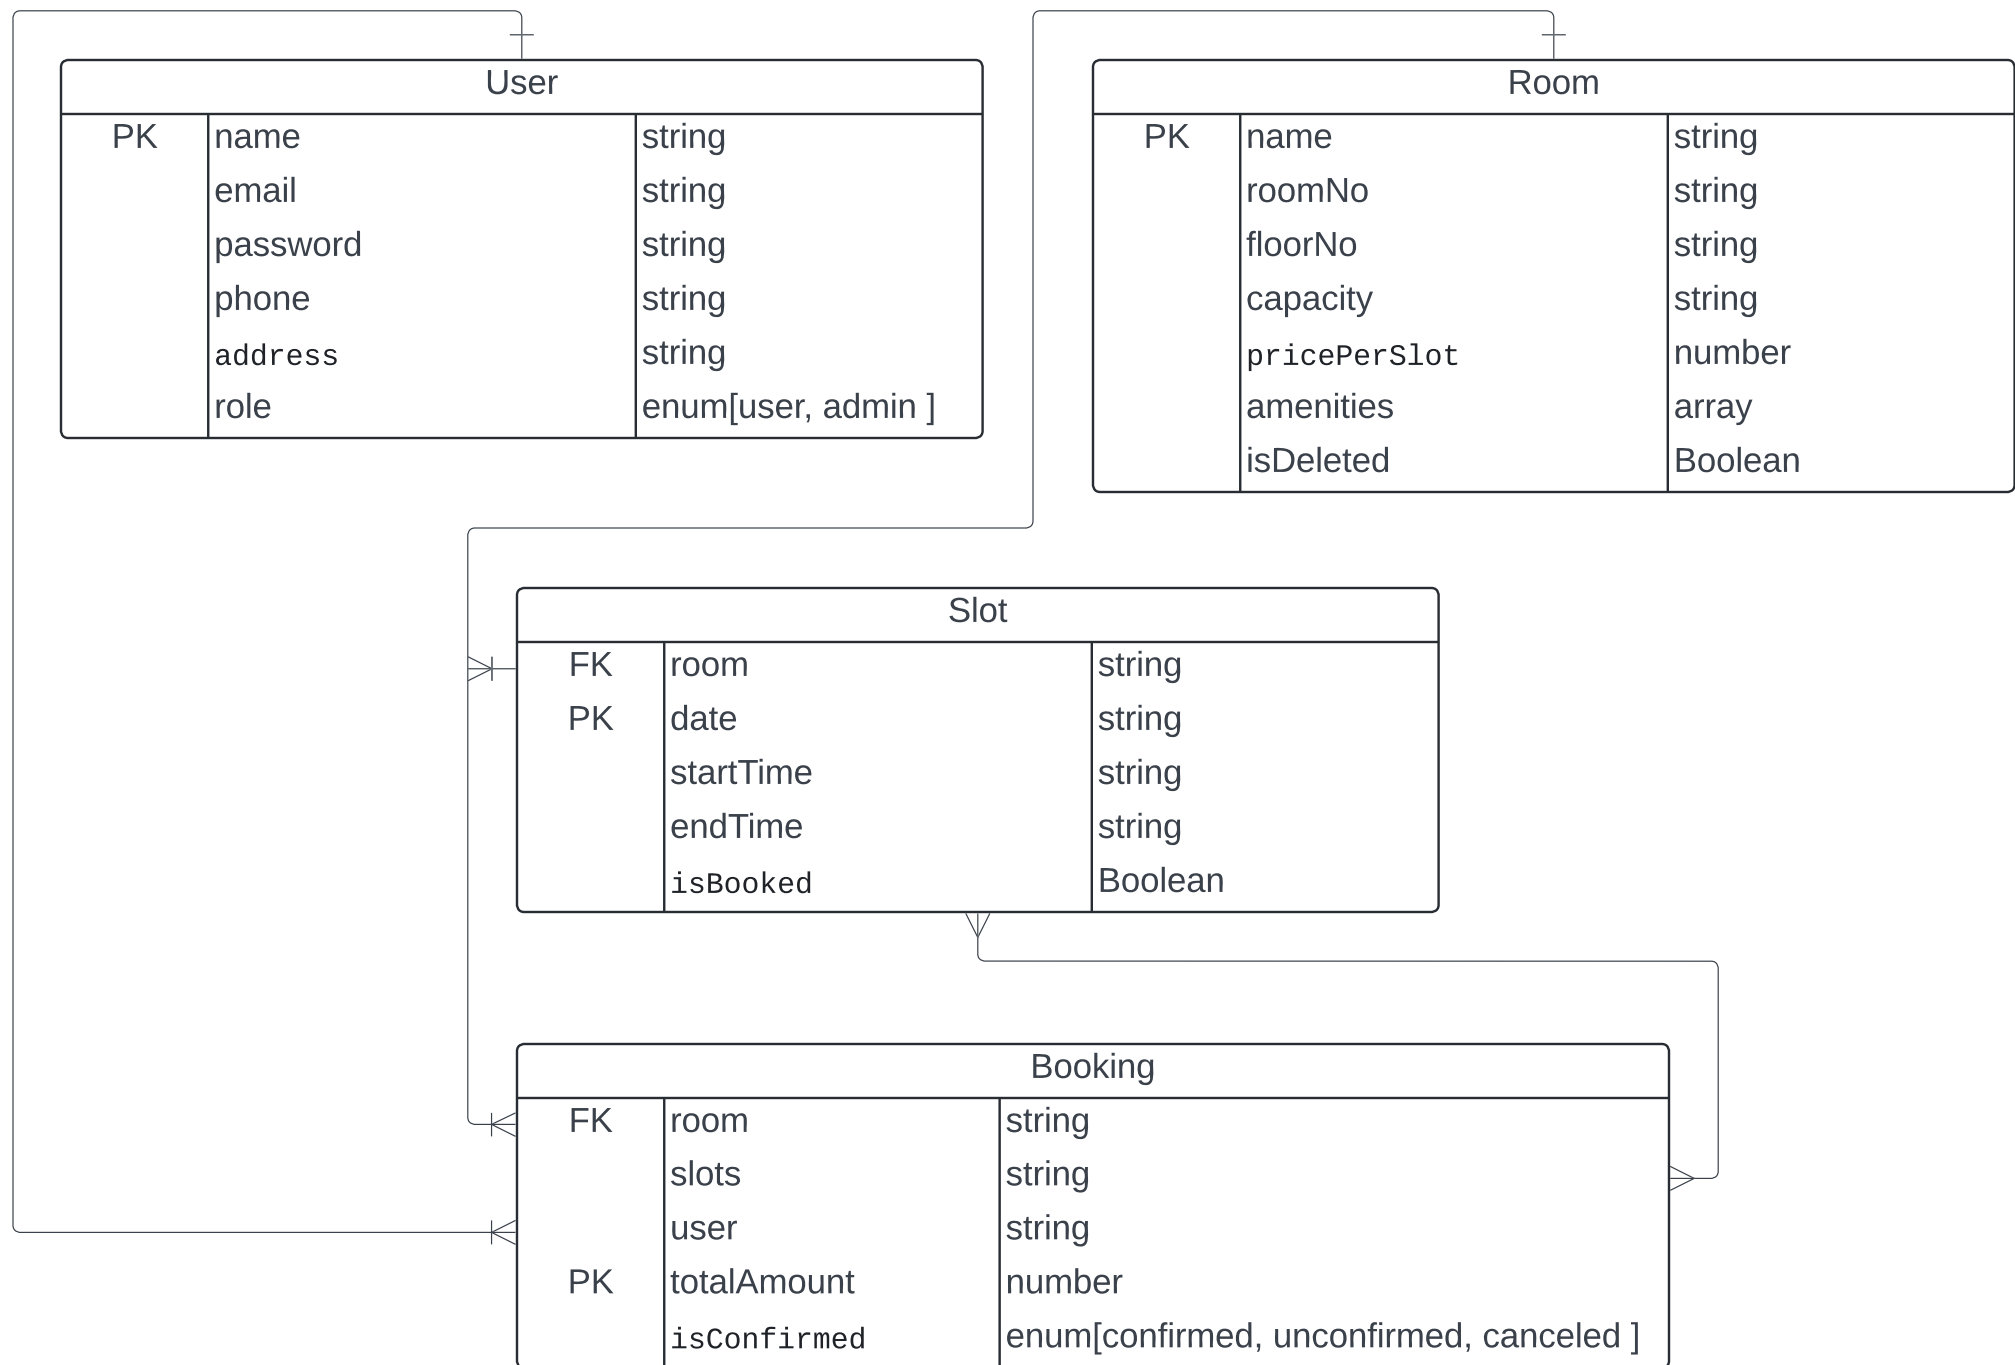 User
PK name string
email string
password string
phone string
address string
role enum[user, admin ]
Room
PK name string
roomNo string
floorNo string
capacity string
pricePerSlot number
amenities array
isDeleted Boolean
Slot
FK room string
PK date string
startTime string
endTime string
isBooked Boolean
Booking
FK room string
slots string
user string
PK totalAmount number
isConfirmed enum[confirmed, unconfirmed, canceled ]